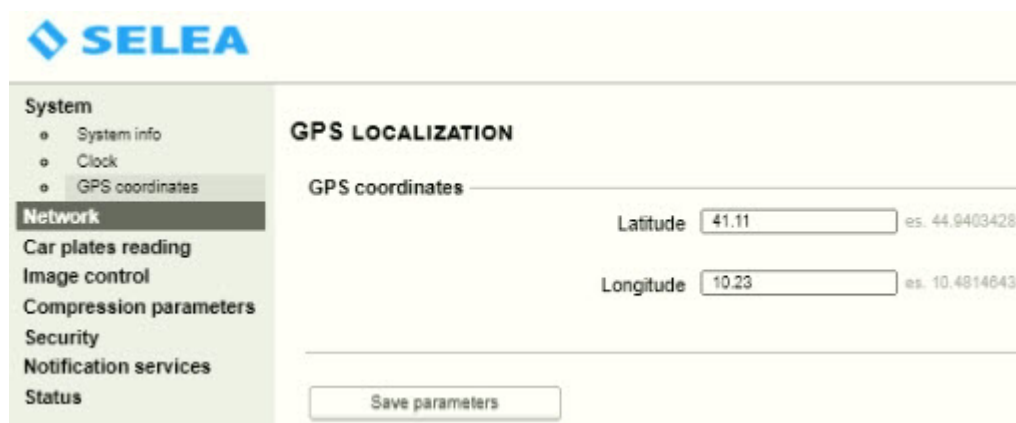 SELEA
System
System info
Clock
GPS coordinates
Network
Car plates reading
Image control
Compression parameters
Security
Notification services
Status
GPS LOCALIZATION
GPS coordinates
Latitude 41.11 es. 44.9403428
Longitude 10.23 es. 10.4814643
Save parameters